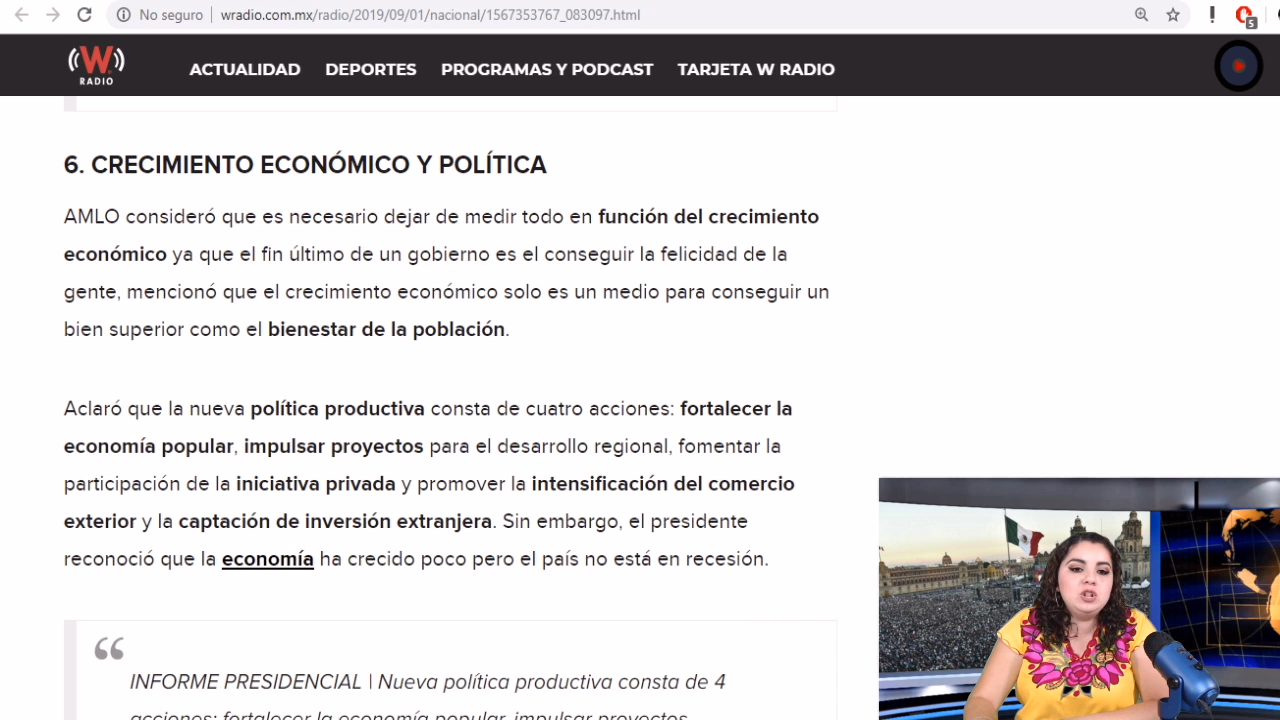 No seguro
wradio.com.mx/radio/2019/09/01/nacional/1567353767_083097.html
5
W
RADIO
ACTUALIDAD DEPORTES PROGRAMAS Y PODCAST TARJETA W RADIO
6. CRECIMIENTO ECONÓMICO Y POLÍTICA
AMLO consideró que es necesario dejar de medir todo en función del crecimiento
económico ya que el fin último de un gobierno es el conseguir la felicidad de la
gente, mencionó que el crecimiento económico solo es un medio para conseguir un
bien superior como el bienestar de la población.
Aclaró que la nueva política productiva consta de cuatro acciones: fortalecer la
economía popular, impulsar proyectos para el desarrollo regional, fomentar la
participación de la iniciativa privada y promover la intensificación del comercio
exterior y la captación de inversión extranjera. Sin embargo, el presidente
reconoció que la economía ha crecido poco pero el país no está en recesión.
INFORME PRESIDENCIAL | Nueva política productiva consta de 4
acciones: fortalecer la economía popular, impulsar proyectos